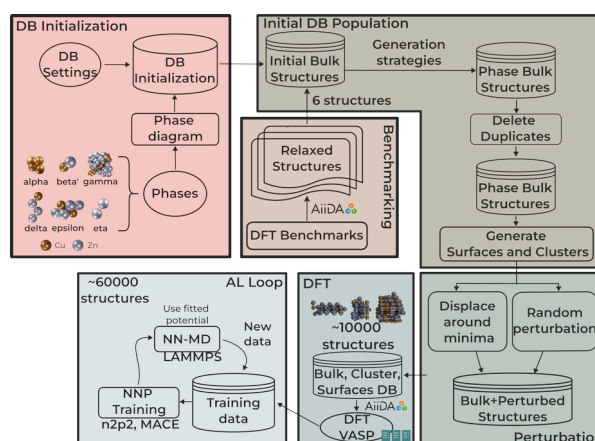 DB Initialization
DB
Settings
DB
Initialization
Phase
diagram
alpha
beta'
gamma
Phases
delta
epsilon
eta
Cu
Zn
Initial DB Population
Initial Bulk
Structures
Generation
strategies
Phase Bulk
Structures
6 structures
Delete
Duplicates
Phase Bulk
Structures
Generate
Surfaces and Clusters
Benchmarking
Relaxed
Structures
AiiDA
DFT Benchmarks
~60000
structures
AL Loop
Use fitted
potential
NN-MD
LAMMPS
New
data
NNP
Training
n2p2, MACE
Training
data
DFT
~10000
structures
Bulk, Cluster,
Surfaces DB
AiiDA
DFT
VASP
Displace
around
minima
Random
perturbation
Bulk+Perturbed
Structures
Perturbatio